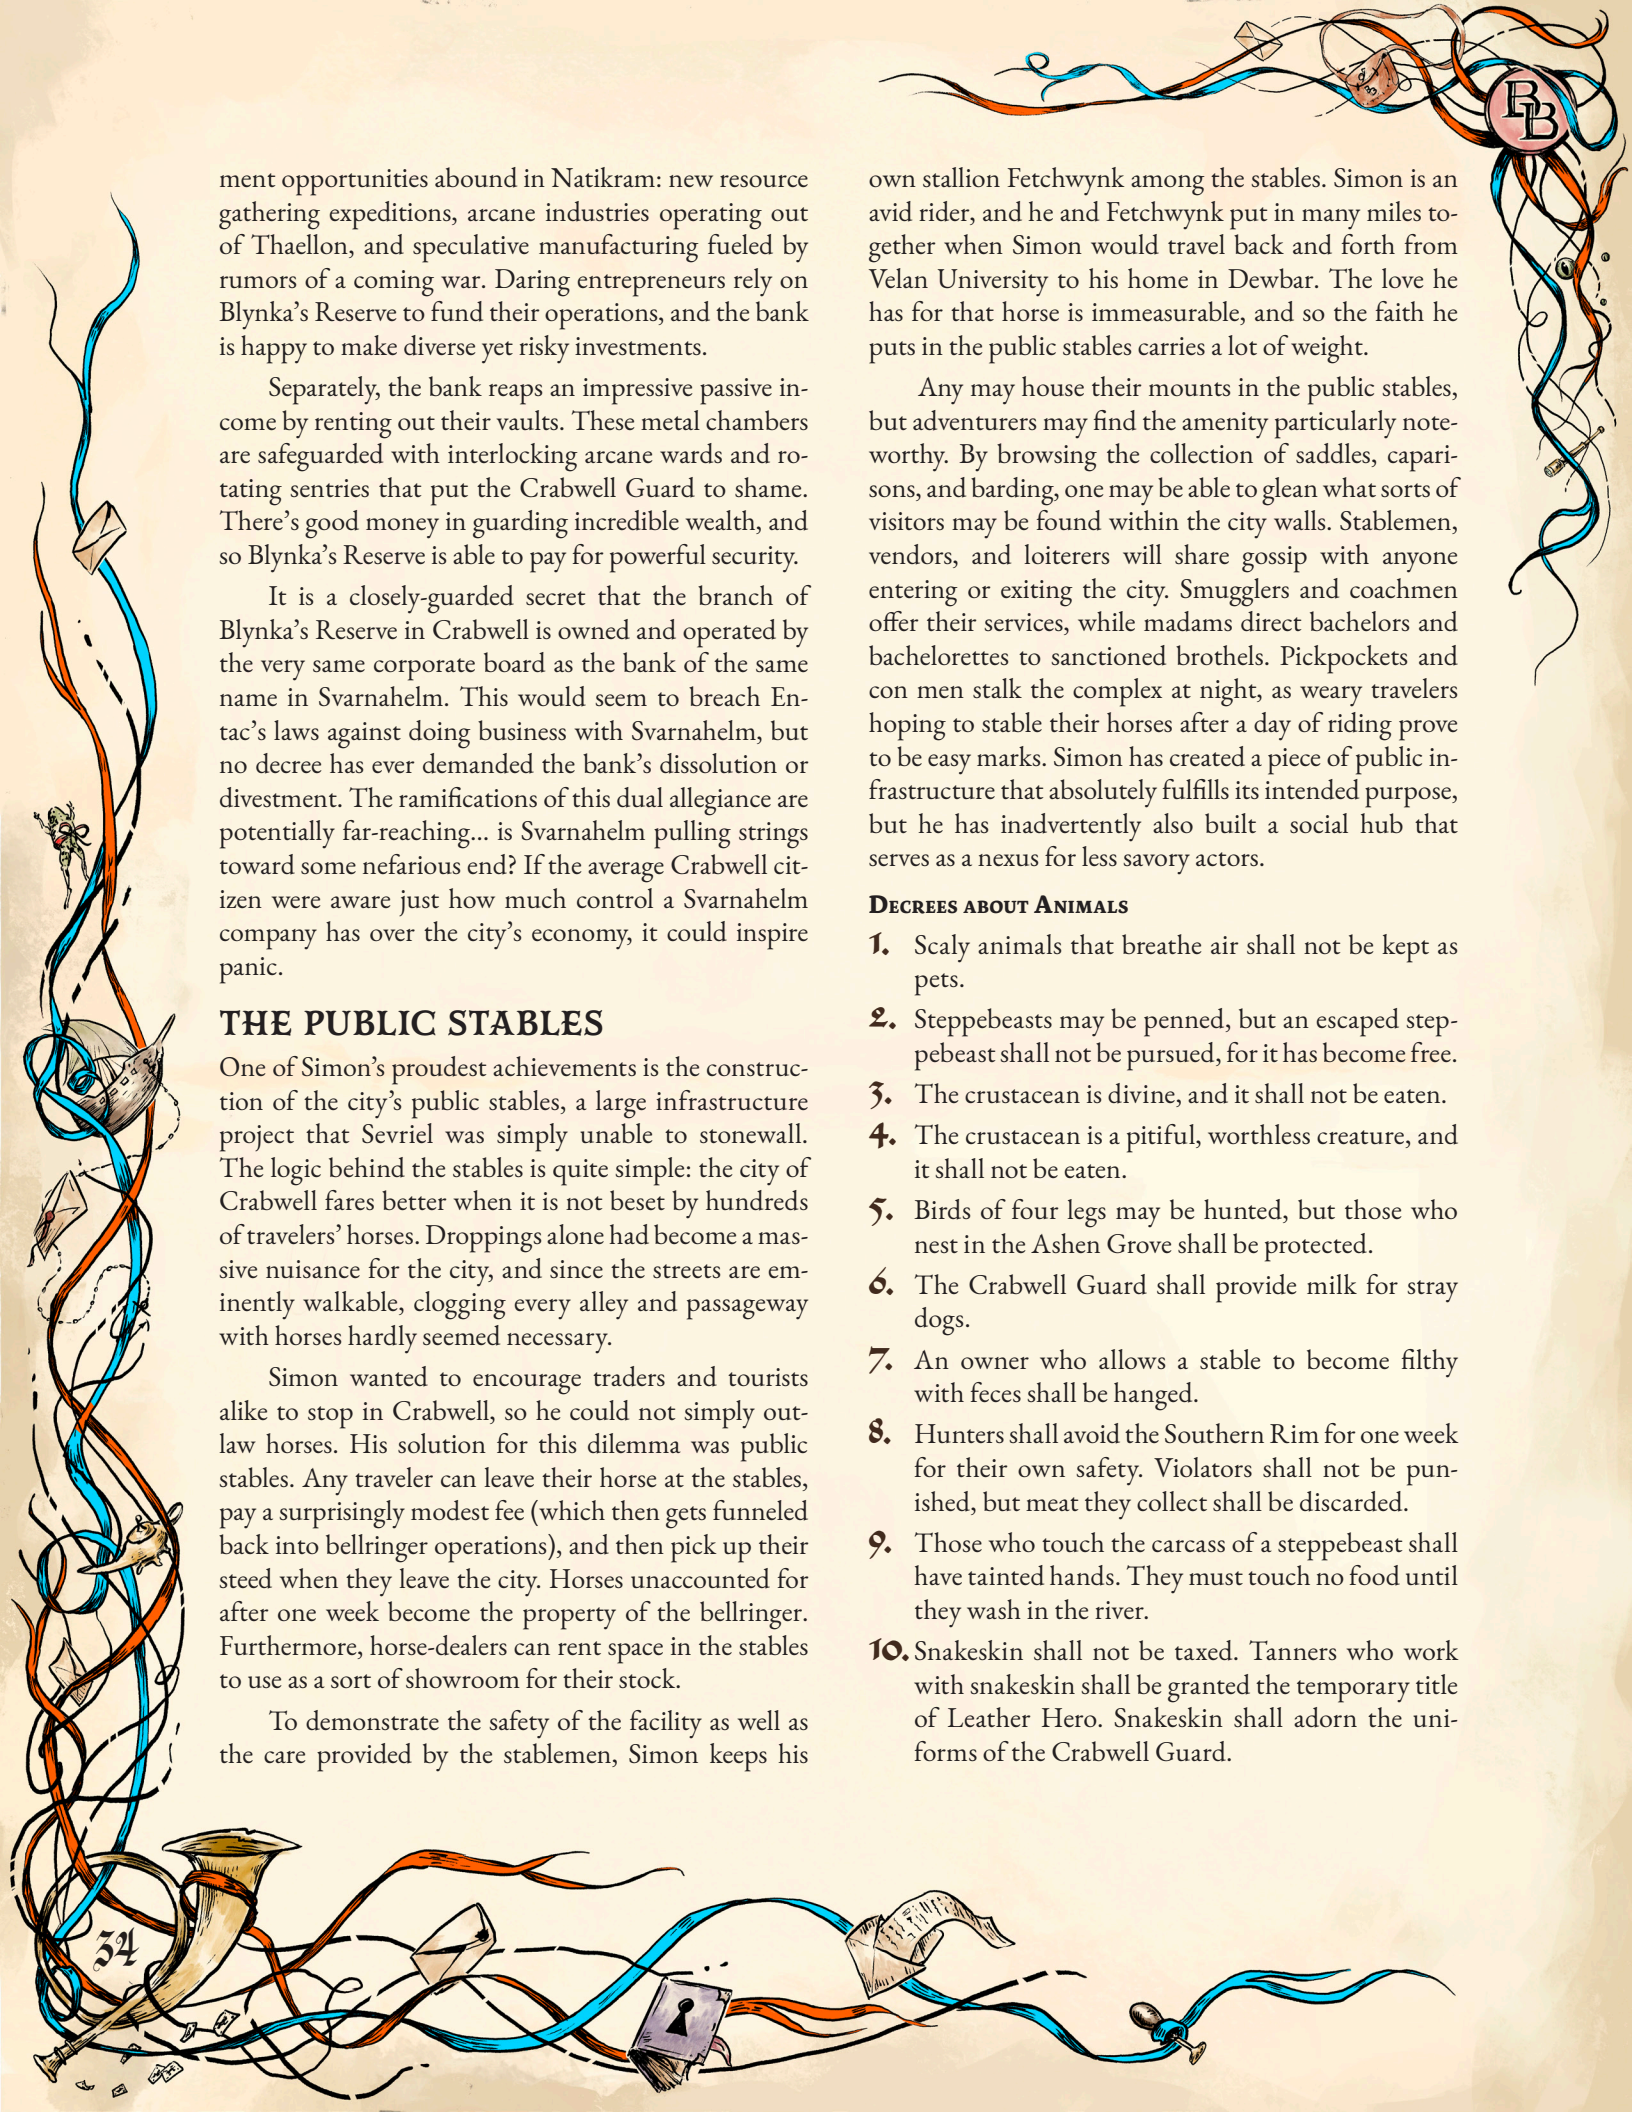 BB
ment opportunities abound in Natikram: new resource
gathering expeditions, arcane industries operating out
of Thaellon, and speculative manufacturing fueled by
rumors of a coming war. Daring entrepreneurs rely on
Blynka's Reserve to fund their operations, and the bank
is happy to make diverse yet risky investments.
Separately, the bank reaps an impressive passive in-
come by renting out their vaults. These metal chambers
are safeguarded with interlocking arcane wards and ro-
tating sentries that put the Crabwell Guard to shame.
There's good money in guarding incredible wealth, and
so Blynka's Reserve is able to pay for powerful security.
It is a closely-guarded secret that the branch of
Blynka's Reserve in Crabwell is owned and operated by
the very same corporate board as the bank of the same
name in Svarnahelm. This would seem to breach En-
tac's laws against doing business with Svarnahelm, but
no decree has ever demanded the bank's dissolution or
divestment. The ramifications of this dual allegiance are
potentially far-reaching... is Svarnahelm pulling strings
toward some nefarious end? If the average Crabwell cit-
izen were aware just how much control a Svarnahelm
company has over the city's economy, it could inspire
panic.
THE PUBLIC STABLES
One of Simon's proudest achievements is the construc-
tion of the city's public stables, a large infrastructure
project that Sevriel was simply unable to stonewall.
The logic behind the stables is quite simple: the city of
Crabwell fares better when it is not beset by hundreds
of travelers' horses. Droppings alone had become a mas-
sive nuisance for the city, and since the streets are em-
inently walkable, clogging every alley and passageway
with horses hardly seemed necessary.
Simon wanted to encourage traders and tourists
alike to stop in Crabwell, so he could not simply out-
law horses. His solution for this dilemma was public
stables. Any traveler can leave their horse at the stables,
pay a surprisingly modest fee (which then gets funneled
back into bellringer operations), and then pick up their
steed when they leave the city. Horses unaccounted for
after one week become the property of the bellringer.
Furthermore, horse-dealers can rent space in the stables
to use as a sort of showroom for their stock.
To demonstrate the safety of the facility as well as
the care provided by the stablemen, Simon keeps his
own stallion Fetchwynk among the stables. Simon is an
avid rider, and he and Fetchwynk put in many miles to-
gether when Simon would travel back and forth from
Velan University to his home in Dewbar. The love he
has for that horse is immeasurable, and so the faith he
puts in the public stables carries a lot of weight.
Any may house their mounts in the public stables,
but adventurers may find the amenity particularly note-
worthy. By browsing the collection of saddles, capari-
sons, and barding, one may be able to glean what sorts of
visitors may be found within the city walls. Stablemen,
vendors, and loiterers will share gossip with anyone
entering or exiting the city. Smugglers and coachmen
offer their services, while madams direct bachelors and
bachelorettes to sanctioned brothels. Pickpockets and
con men stalk the complex at night, as weary travelers
hoping to stable their horses after a day of riding prove
to be easy marks. Simon has created a piece of public in-
frastructure that absolutely fulfills its intended purpose,
but he has inadvertently also built a social hub that
serves as a nexus for less savory actors.
Decrees about Animals
1. Scaly animals that breathe air shall not be kept as
pets.
2. Steppebeasts may be penned, but an escaped step-
pebeast shall not be pursued, for it has become free.
3. The crustacean is divine, and it shall not be eaten.
4. The crustacean is a pitiful, worthless creature, and
it shall not be eaten.
5. Birds of four legs may be hunted, but those who
nest in the Ashen Grove shall be protected.
6. The Crabwell Guard shall provide milk for stray
dogs.
7. An owner who allows a stable to become filthy
with feces shall be hanged.
8. Hunters shall avoid the Southern Rim for one week
for their own safety. Violators shall not be pun-
ished, but meat they collect shall be discarded.
9. Those who touch the carcass of a steppebeast shall
have tainted hands. They must touch no food until
they wash in the river.
10. Snakeskin shall not be taxed. Tanners who work
with snakeskin shall be granted the temporary title
of Leather Hero. Snakeskin shall adorn the uni-
forms of the Crabwell Guard.
34